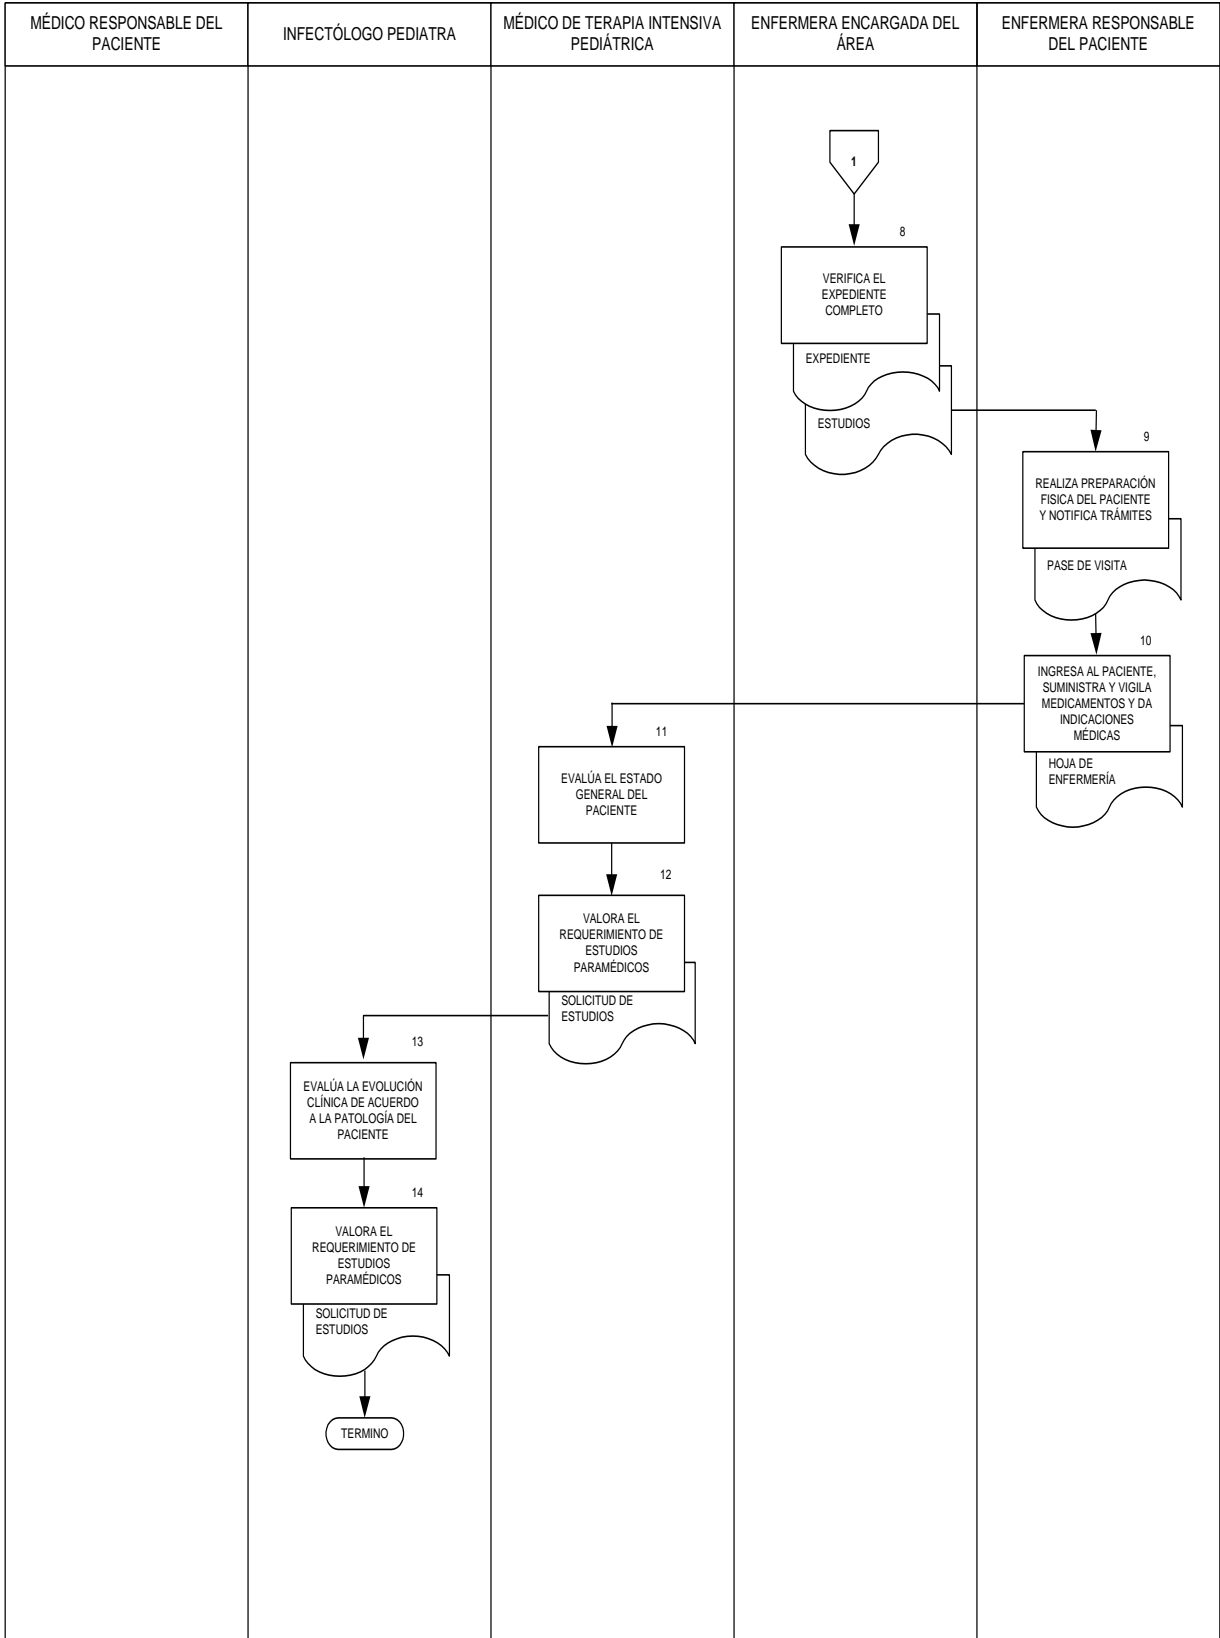 MÉDICO RESPONSABLE DEL
PACIENTE
INFECTÓLOGO PEDIATRA
MÉDICO DE TERAPIA INTENSIVA
PEDIÁTRICA
ENFERMERA ENCARGADA DEL
ÁREA
ENFERMERA RESPONSABLE
DEL PACIENTE
1
8
VERIFICA EL
EXPEDIENTE
COMPLETO
EXPEDIENTE
ESTUDIOS
9
REALIZA PREPARACIÓN
FISICA DEL PACIENTE
Y NOTIFICA TRÁMITES
PASE DE VISITA
10
INGRESA AL PACIENTE,
SUMINISTRA Y VIGILA
MEDICAMENTOS Y DA
INDICACIONES
MÉDICAS
HOJA DE
ENFERMERÍA
11
EVALÚA EL ESTADO
GENERAL DEL
PACIENTE
12
VALORA EL
REQUERIMIENTO DE
ESTUDIOS
PARAMÉDICOS
SOLICITUD DE
ESTUDIOS
13
EVALÚA LA EVOLUCIÓN
CLÍNICA DE ACUERDO
A LA PATOLOGÍA DEL
PACIENTE
14
VALORA EL
REQUERIMIENTO DE
ESTUDIOS
PARAMÉDICOS
SOLICITUD DE
ESTUDIOS
TERMINO